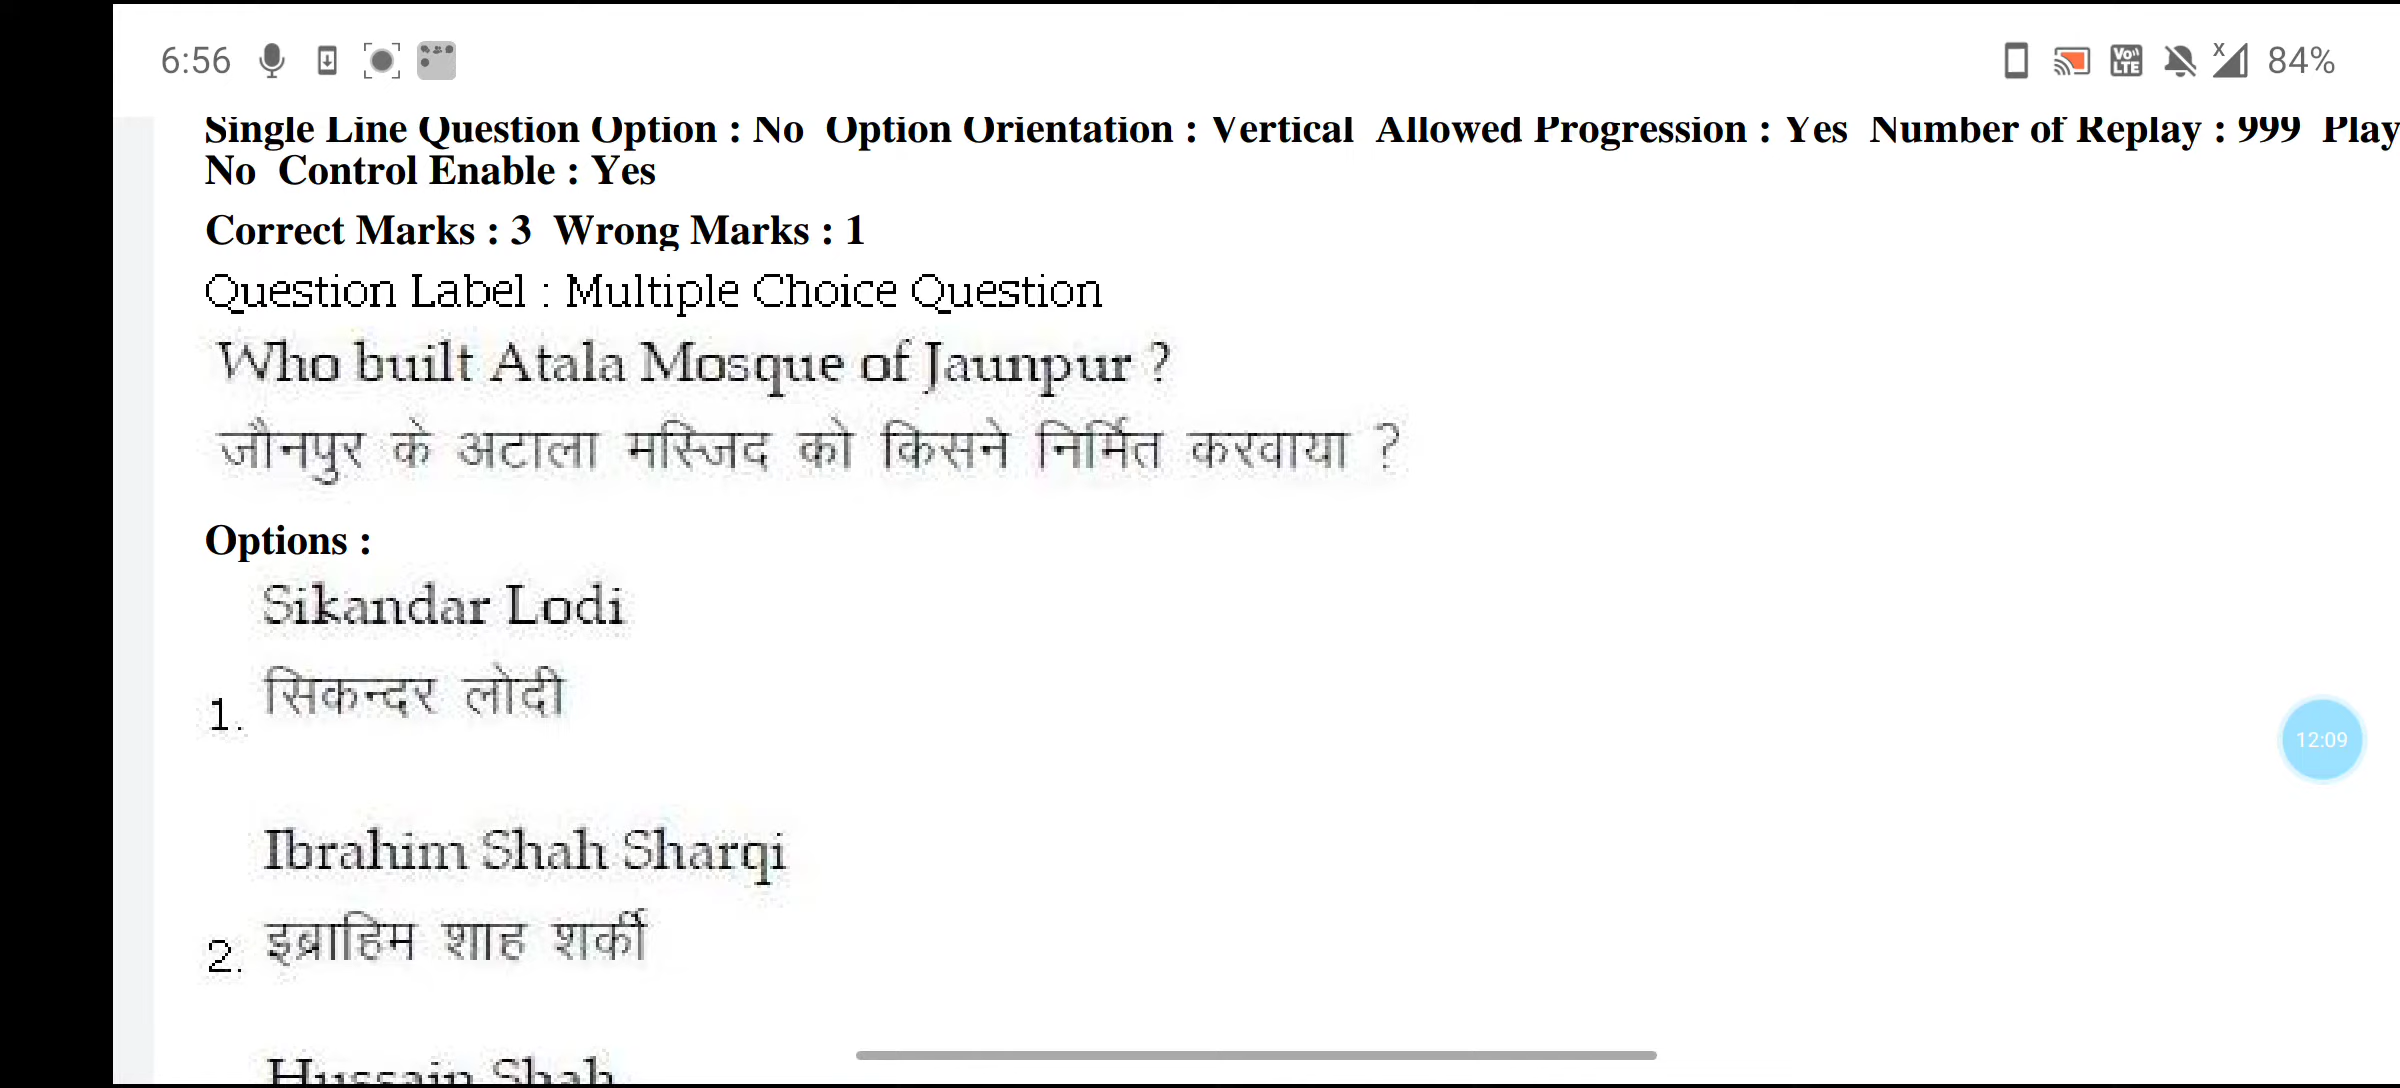 6:56 VoLTE x 84%
Single Line Question Option : No Option Orientation : Vertical Allowed Progression : Yes Number of Replay : 999 Play
No Control Enable : Yes
Correct Marks : 3 Wrong Marks : 1
Question Label : Multiple Choice Question
Who built Atala Mosque of Jaunpur ?
जौनपुर के अटाला मस्जिद को किसने निर्मित करवाया ?
Options :
Sikandar Lodi
1. सिकन्दर लोदी
12:09
Ibrahim Shah Sharqi
2. इब्राहिम शाह शर्की
Hussain Shah